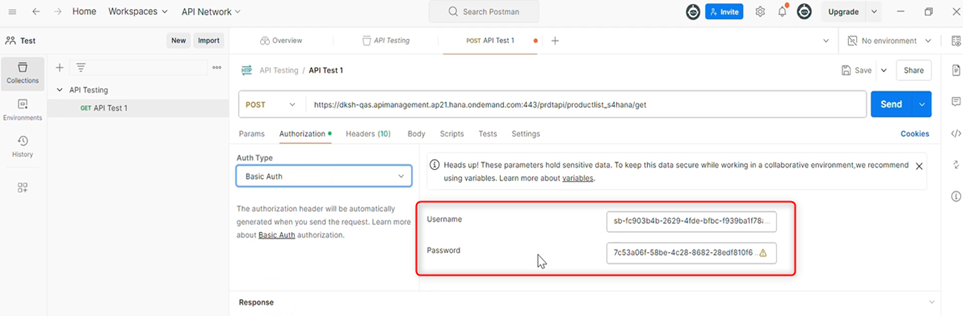 Home Workspaces API Network Search Postman Invite Upgrade
Test New Import Overview API Testing POST API Test 1 No environment
Collections
Environments
History
API Testing
GET API Test 1
API Testing / API Test 1 Save Share
POST https://dksh-qas.apimanagement.ap21.hana.ondemand.com:443/prdtapi/productlist_s4hana/get Send
Params Authorization Headers (10) Body Scripts Tests Settings Cookies
Auth Type
Basic Auth
The authorization header will be automatically
generated when you send the request. Learn more
about Basic Auth authorization.
Heads up! These parameters hold sensitive data. To keep this data secure while working in a collaborative environment,we recommend
using variables. Learn more about variables.
Username sb-fc903b4b-2629-4fde-bfbc-f939ba1f78a...
Password 7c53a06f-58be-4c28-8682-28edf810f6
Response